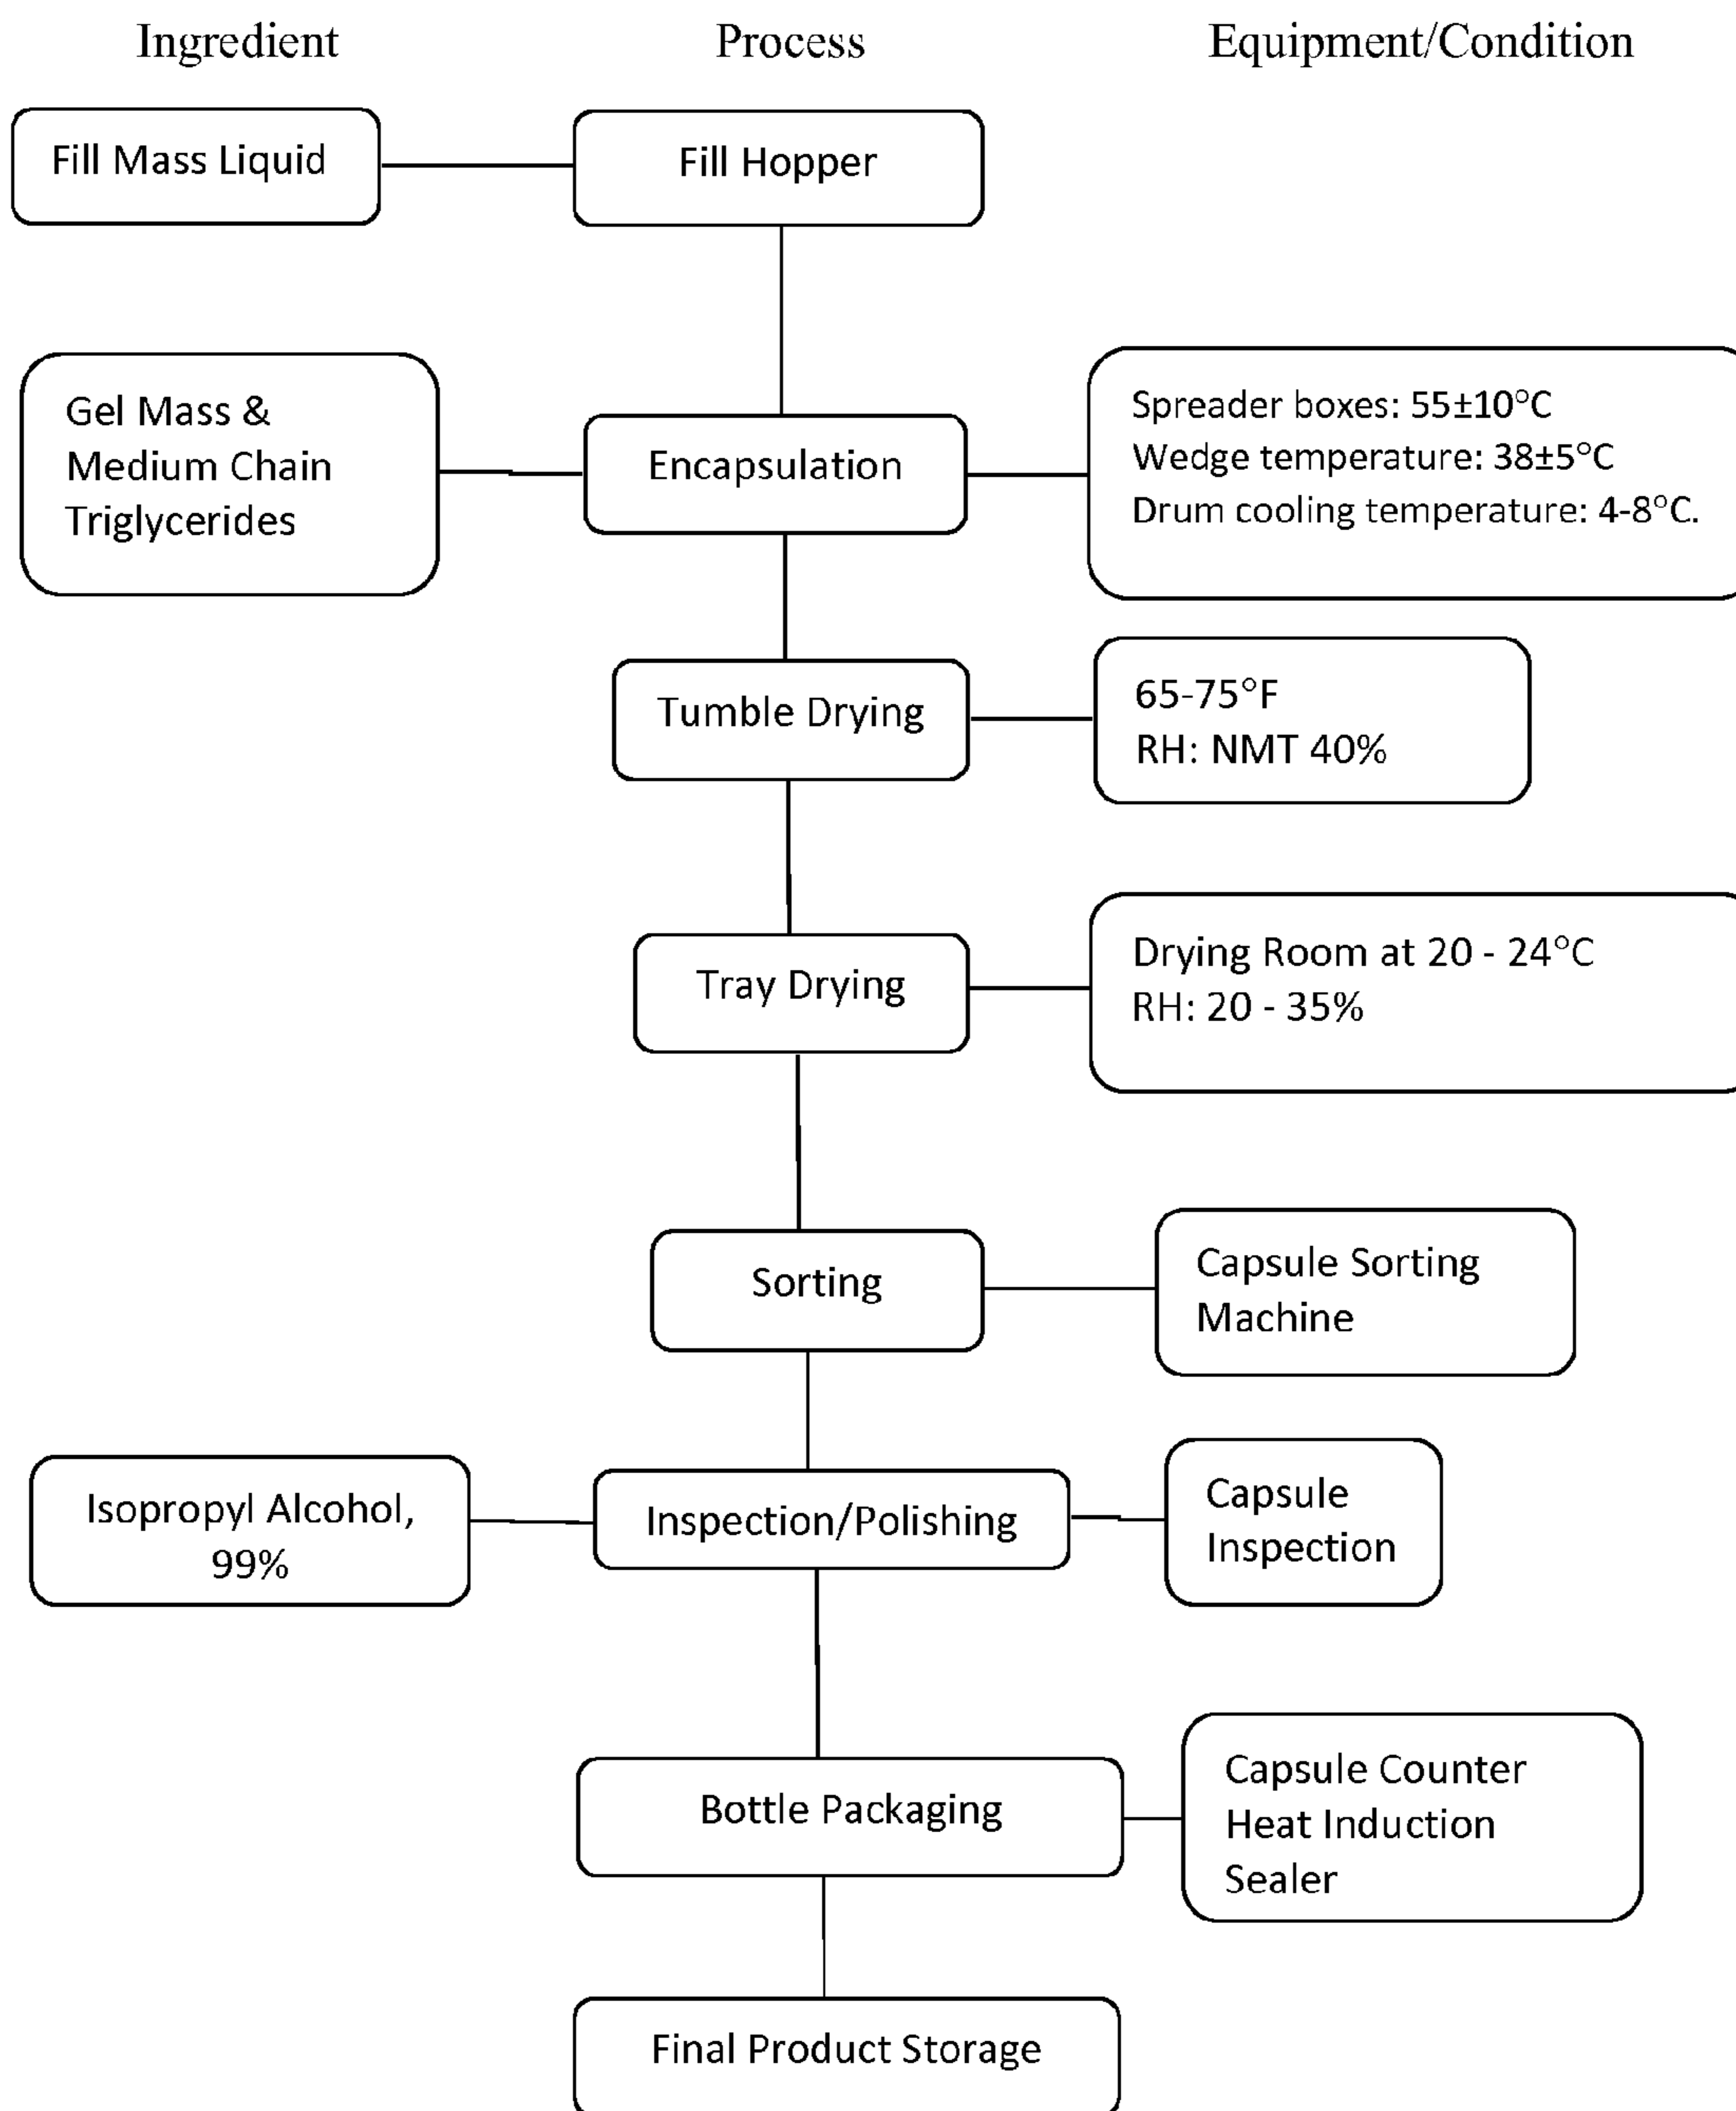 Ingredient
Process
Equipment/Condition
Fill Mass Liquid
Fill Hopper
Gel Mass &
Medium Chain
Triglycerides
Encapsulation
Spreader boxes: 55±10°C
Wedge temperature: 38±5°C
Drum cooling temperature: 4-8°C.
Tumble Drying
65-75°F
RH: NMT 40%
Tray Drying
Drying Room at 20 - 24°C
RH: 20 - 35%
Sorting
Capsule Sorting
Machine
Isopropyl Alcohol,
99%
Inspection/Polishing
Capsule
Inspection
Bottle Packaging
Capsule Counter
Heat Induction
Sealer
Final Product Storage